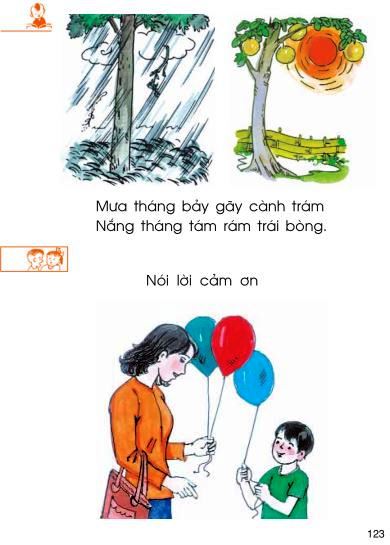 Mưa tháng bảy gãy cành trám
Nắng tháng tám rám trái bòng.
Nói lời cảm ơn
123